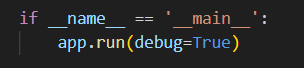 if __name__ == '__main__':
    app.run(debug=True)